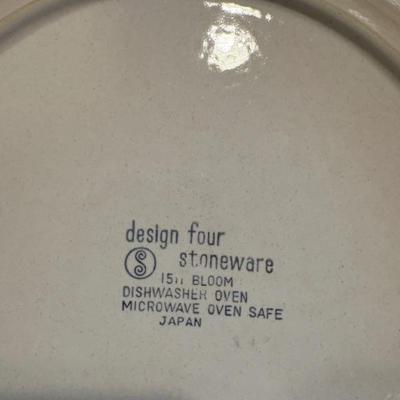 design four
S stoneware
BLOOM
DISHWASHER OVEN
MICROWAVE OVEN SAFE
JAPAN